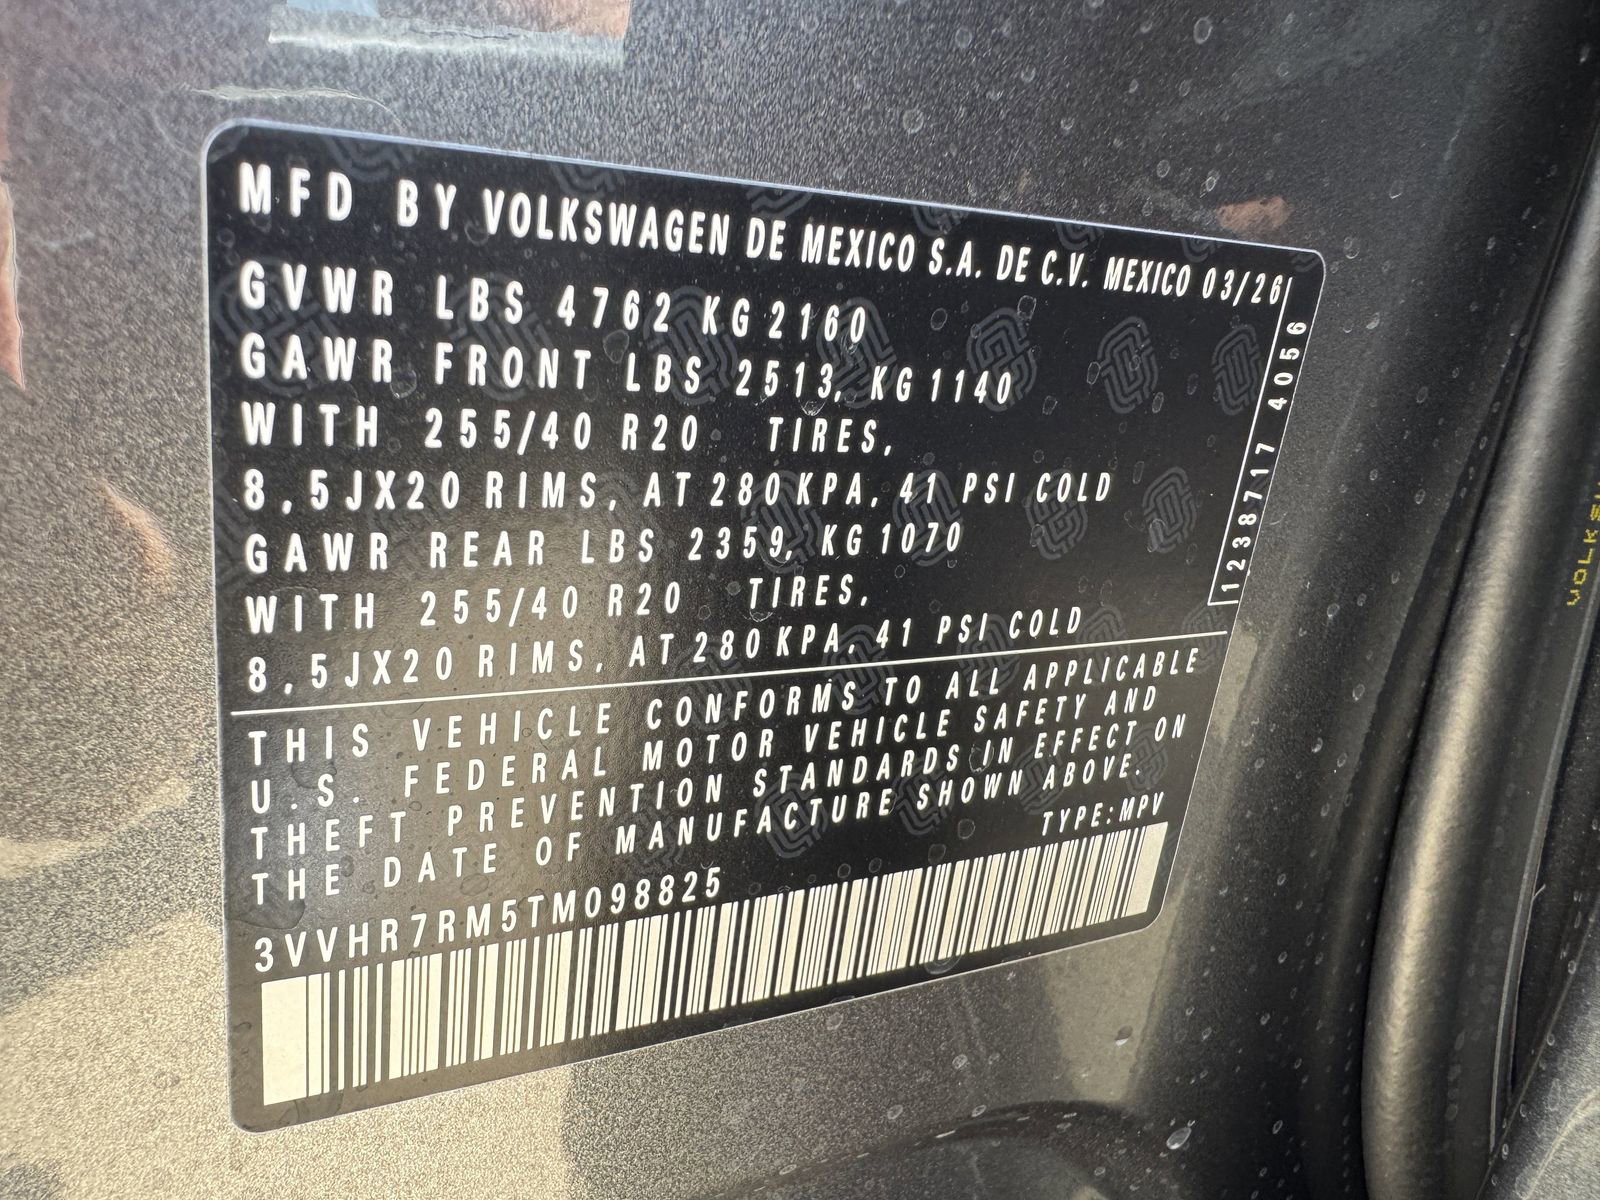 MFD BY VOLKSWAGEN DE MEXICO S.A. DE C.V. MEXICO 03/26
GVWR LBS 4762 KG 2160
GAWR FRONT LBS 2513, KG 1140
WITH 255/40 R20 TIRES,
8,5JX20 RIMS, AT 280 KPA, 41 PSI COLD
GAWR REAR LBS 2359, KG 1070
WITH 255/40 R20 TIRES,
8,5JX20 RIMS, AT 280 KPA, 41 PSI COLD
1238717 4056
THIS VEHICLE CONFORMS TO ALL APPLICABLE
U.S. FEDERAL MOTOR VEHICLE SAFETY AND
THEFT PREVENTION STANDARDS IN EFFECT ON
THE DATE OF MANUFACTURE SHOWN ABOVE.
TYPE: MPV
3VVHR7RM5TM098825